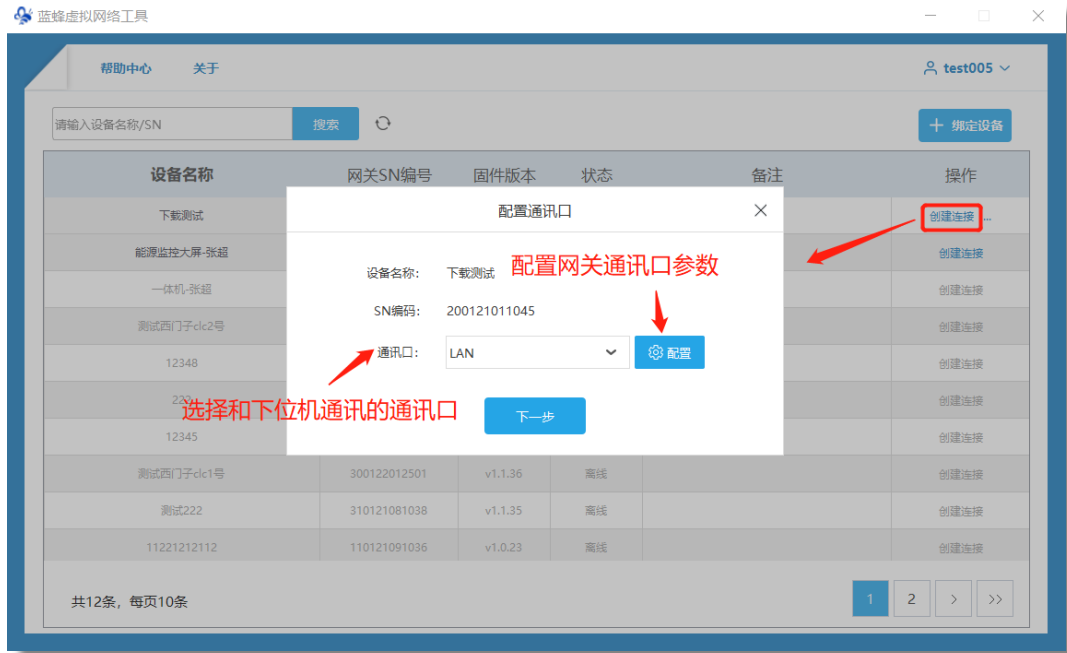 蓝蜂虚拟网络工具
帮助中心 关于 test005
请输入设备名称/SN 搜索 绑定设备
设备名称 网关SN编号 固件版本 状态 备注 操作
下载测试 创建连接 ...
能源监控大屏-张超 创建连接
一体机-张超 创建连接
测试西门子clc2号 创建连接
12348 创建连接
222 创建连接
12345 创建连接
测试西门子clc1号 300122012501 v1.1.36 离线 创建连接
测试222 310121081038 v1.1.35 离线 创建连接
11221212112 110121091036 v1.0.23 离线 创建连接
共12条，每页10条 1 2 > >>
配置通讯口
设备名称： 下载测试
配置网关通讯口参数
SN编码： 200121011045
通讯口： LAN 配置
选择和下位机通讯的通讯口
下一步